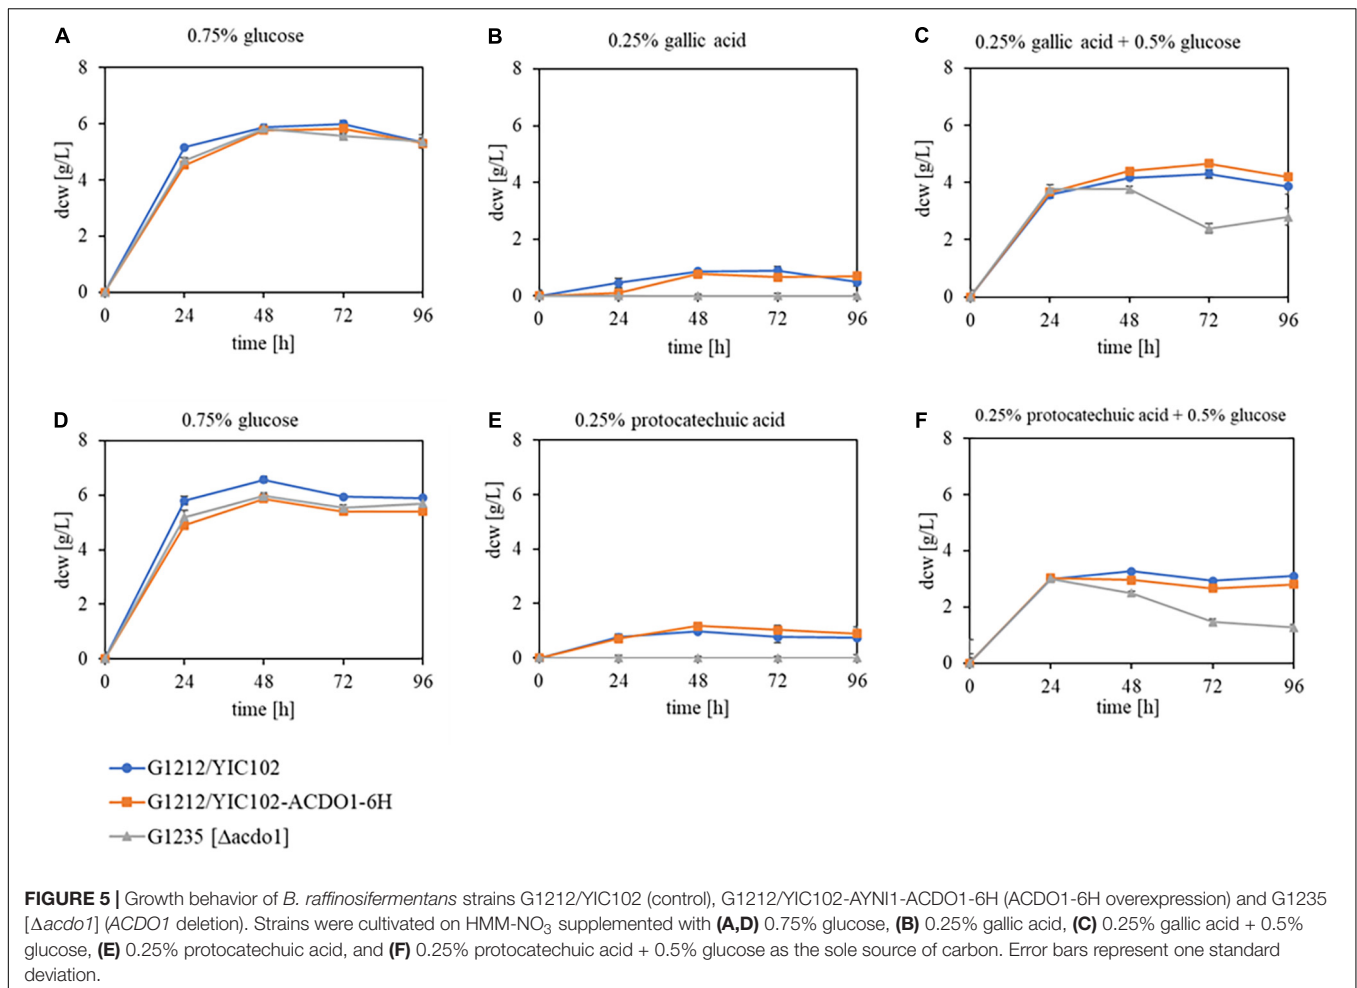 A
0.75% glucose
8
6
4
2
0
dcw [g/L]
0 24 48 72 96
time [h]
B
0.25% gallic acid
8
6
4
2
0
dcw [g/L]
0 24 48 72 96
time [h]
C
0.25% gallic acid + 0.5% glucose
8
6
4
2
0
dcw [g/L]
0 24 48 72 96
time [h]
D
0.75% glucose
8
6
4
2
0
dcw [g/L]
0 24 48 72 96
time [h]
E
0.25% protocatechuic acid
8
6
4
2
0
dcw [g/L]
0 24 48 72 96
time [h]
F
0.25% protocatechuic acid + 0.5% glucose
8
6
4
2
0
dcw [g/L]
0 24 48 72 96
time [h]
G1212/YIC102
G1212/YIC102-ACDO1-6H
G1235 [Δacdo1]
FIGURE 5 | Growth behavior of B. raffinosifermentans strains G1212/YIC102 (control), G1212/YIC102-AYNI1-ACDO1-6H (ACDO1-6H overexpression) and G1235
[Δacdo1] (ACDO1 deletion). Strains were cultivated on HMM-NO₃ supplemented with (A,D) 0.75% glucose, (B) 0.25% gallic acid, (C) 0.25% gallic acid + 0.5%
glucose, (E) 0.25% protocatechuic acid, and (F) 0.25% protocatechuic acid + 0.5% glucose as the sole source of carbon. Error bars represent one standard
deviation.